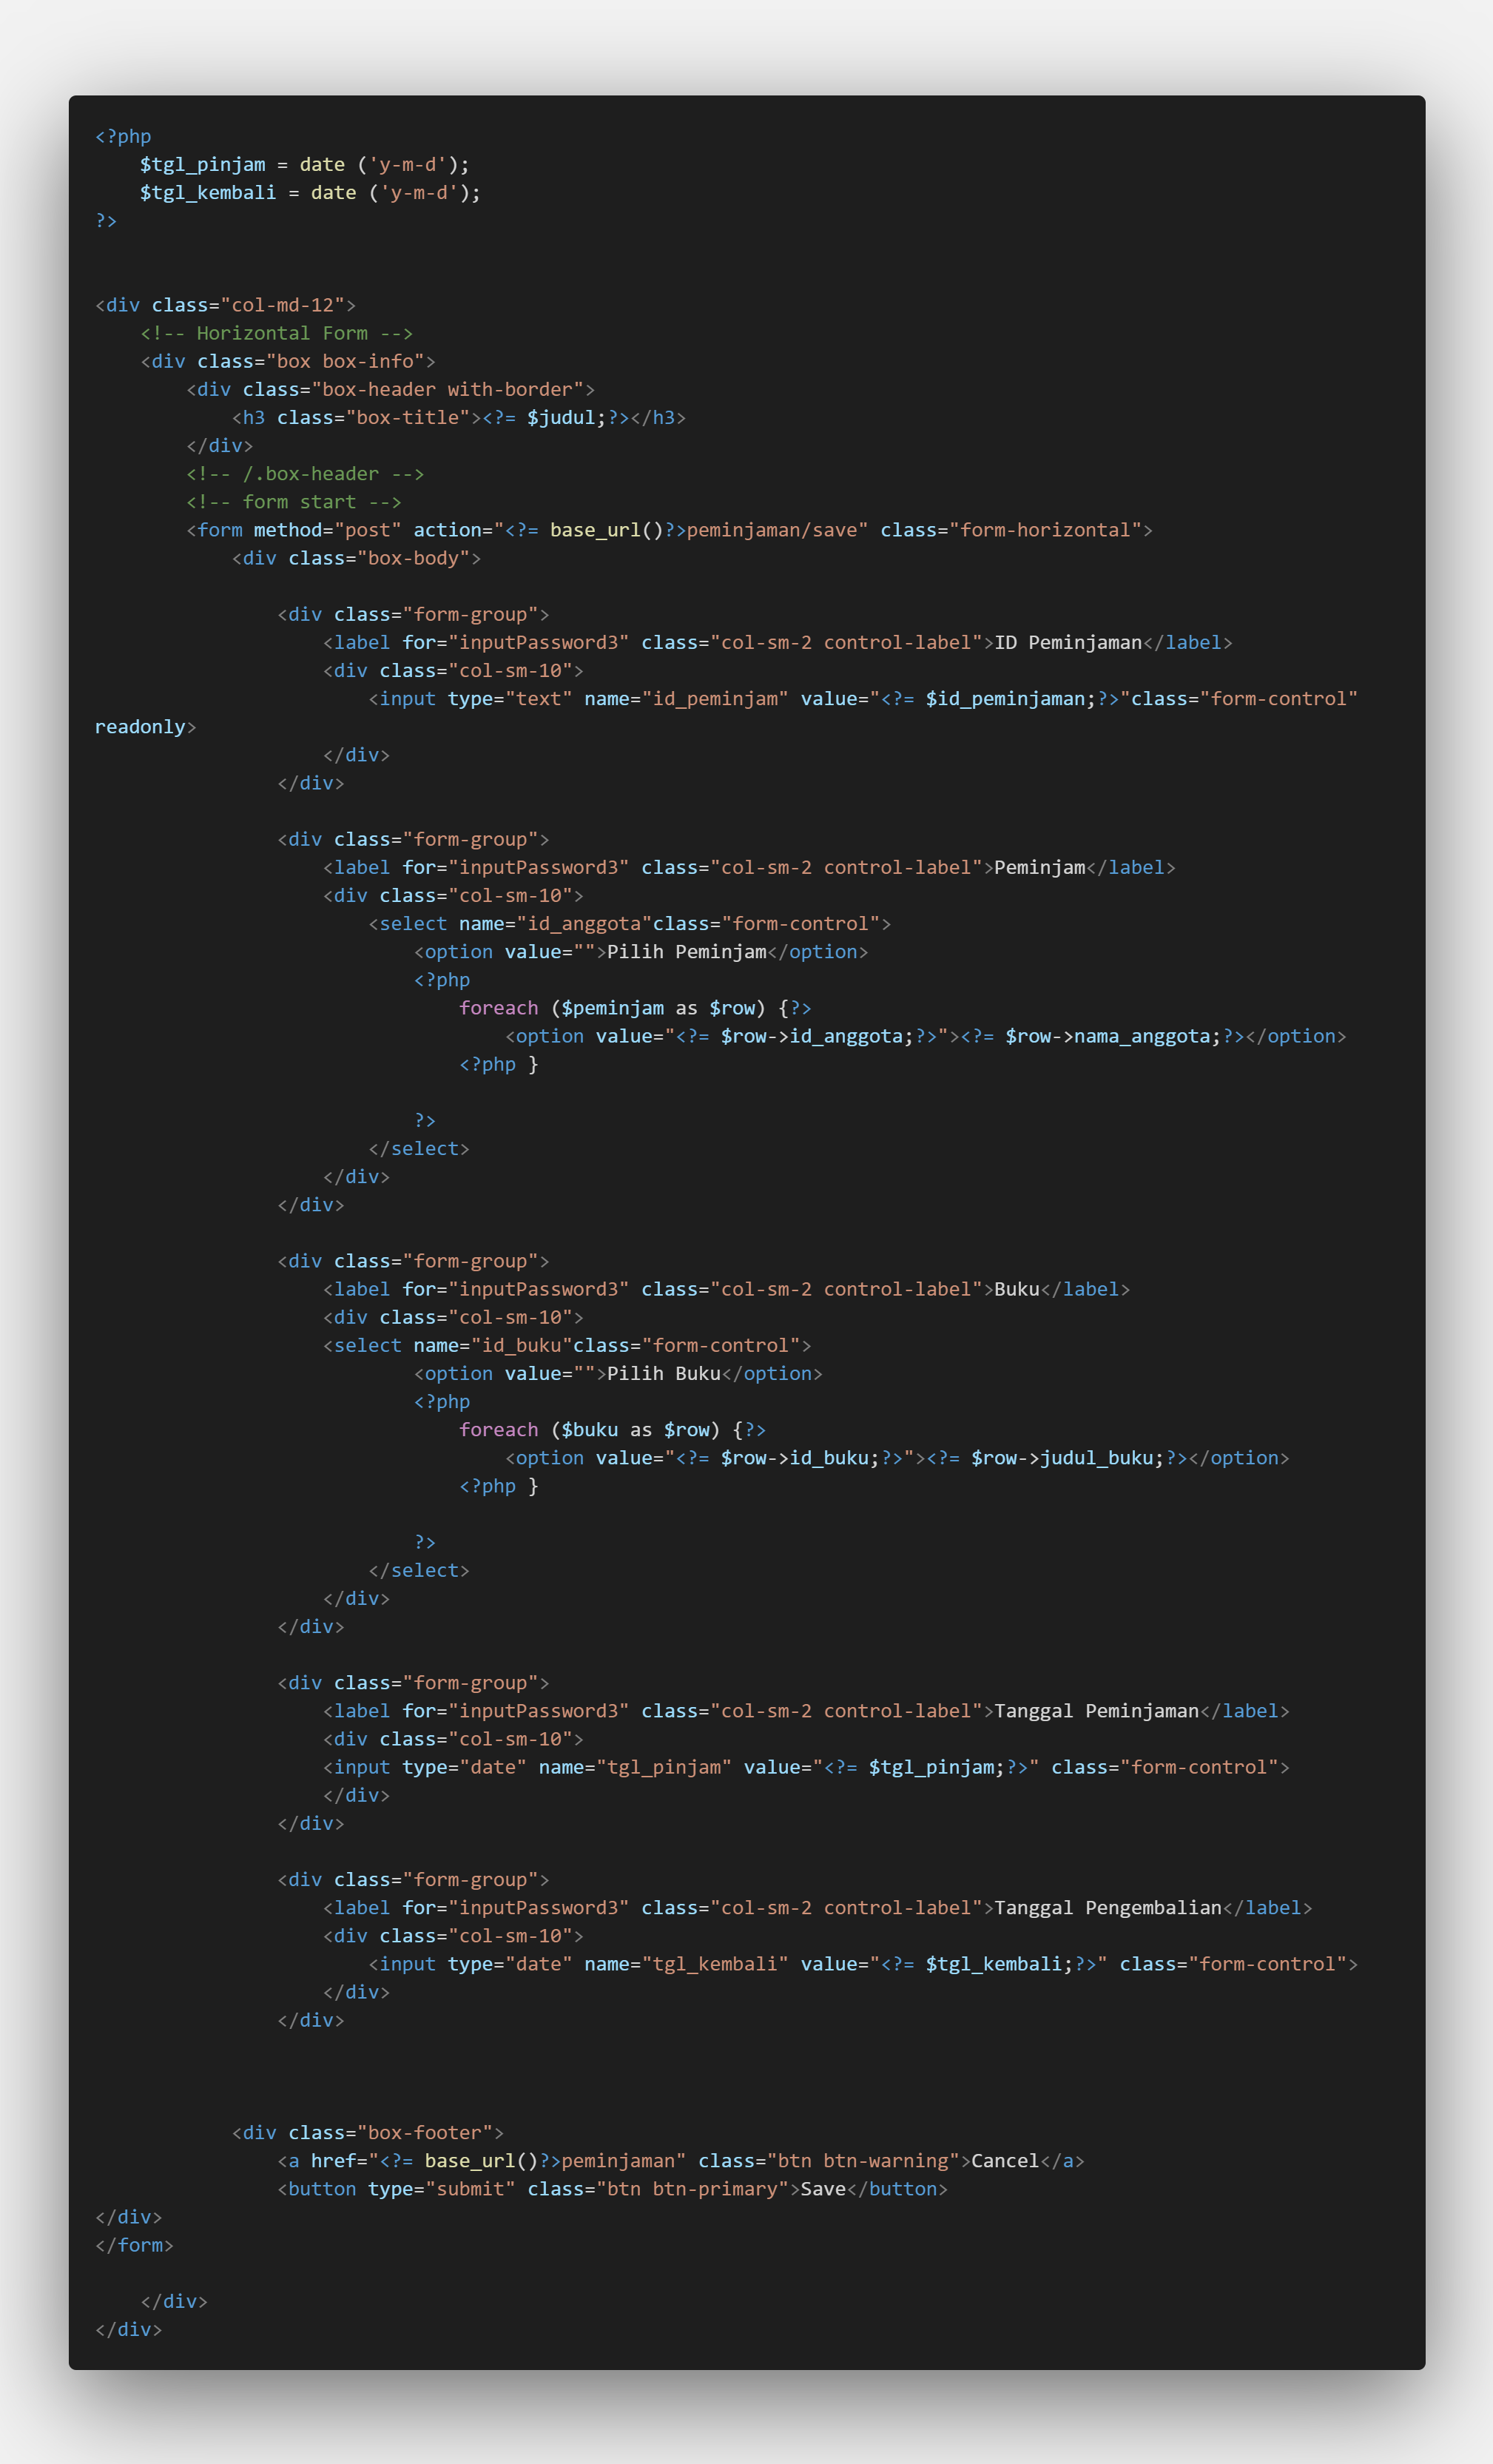 <?php
    $tgl_pinjam = date ('y-m-d');
    $tgl_kembali = date ('y-m-d');
?>
<div class="col-md-12">
    <!-- Horizontal Form -->
    <div class="box box-info">
        <div class="box-header with-border">
            <h3 class="box-title"><?= $judul;?></h3>
        </div>
        <!-- /.box-header -->
        <!-- form start -->
        <form method="post" action="<?= base_url()?>peminjaman/save" class="form-horizontal">
            <div class="box-body">
                <div class="form-group">
                    <label for="inputPassword3" class="col-sm-2 control-label">ID Peminjaman</label>
                    <div class="col-sm-10">
                        <input type="text" name="id_peminjam" value="<?= $id_peminjaman;?>"class="form-control"
readonly>
                    </div>
                </div>
                <div class="form-group">
                    <label for="inputPassword3" class="col-sm-2 control-label">Peminjam</label>
                    <div class="col-sm-10">
                        <select name="id_anggota"class="form-control">
                            <option value="">Pilih Peminjam</option>
                            <?php
                                foreach ($peminjam as $row) {?>
                                    <option value="<?= $row->id_anggota;?>"><?= $row->nama_anggota;?></option>
                                <?php }
                            ?>
                        </select>
                    </div>
                </div>
                <div class="form-group">
                    <label for="inputPassword3" class="col-sm-2 control-label">Buku</label>
                    <div class="col-sm-10">
                    <select name="id_buku"class="form-control">
                            <option value="">Pilih Buku</option>
                            <?php
                                foreach ($buku as $row) {?>
                                    <option value="<?= $row->id_buku;?>"><?= $row->judul_buku;?></option>
                                <?php }
                            ?>
                        </select>
                    </div>
                </div>
                <div class="form-group">
                    <label for="inputPassword3" class="col-sm-2 control-label">Tanggal Peminjaman</label>
                    <div class="col-sm-10">
                    <input type="date" name="tgl_pinjam" value="<?= $tgl_pinjam;?>" class="form-control">
                    </div>
                </div>
                <div class="form-group">
                    <label for="inputPassword3" class="col-sm-2 control-label">Tanggal Pengembalian</label>
                    <div class="col-sm-10">
                        <input type="date" name="tgl_kembali" value="<?= $tgl_kembali;?>" class="form-control">
                    </div>
                </div>
            <div class="box-footer">
                <a href="<?= base_url()?>peminjaman" class="btn btn-warning">Cancel</a>
                <button type="submit" class="btn btn-primary">Save</button>
</div>
</form>
    </div>
</div>